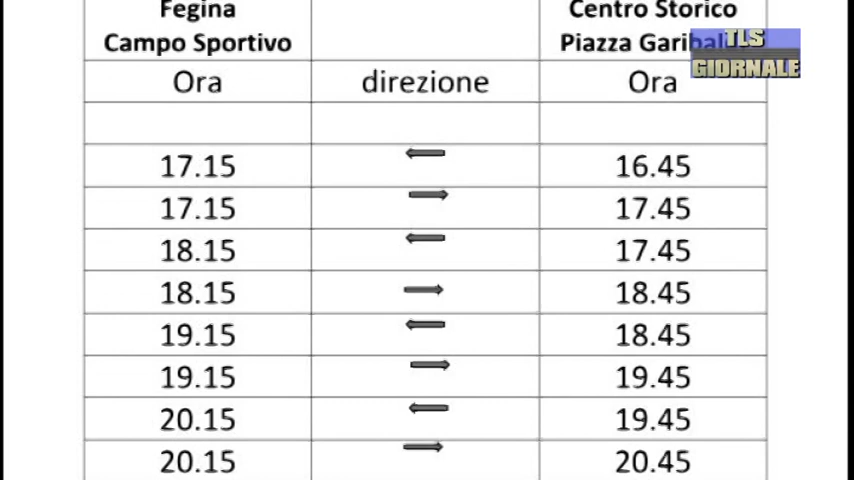 Fegina Centro Storico
Campo Sportivo Piazza
TLS
GIORNALE
Ora direzione Ora
17.15 16.45
17.15 17.45
18.15 17.45
18.15 18.45
19.15 18.45
19.15 19.45
20.15 19.45
20.15 20.45